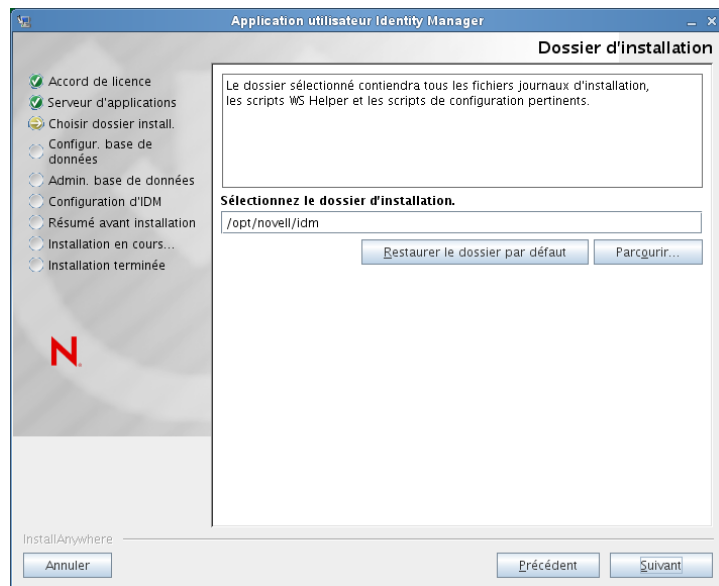 Application utilisateur Identity Manager
Dossier d'installation
Accord de licence
Serveur d'applications
Choisir dossier install.
Configur. base de
données
Admin. base de données
Configuration d'IDM
Résumé avant installation
Installation en cours...
Installation terminée
N
Le dossier sélectionné contiendra tous les fichiers journaux d'installation,
les scripts WS Helper et les scripts de configuration pertinents.
Sélectionnez le dossier d'installation.
/opt/novell/idm
Restaurer le dossier par défaut
Parcourir...
InstallAnywhere
Annuler
Précédent
Suivant